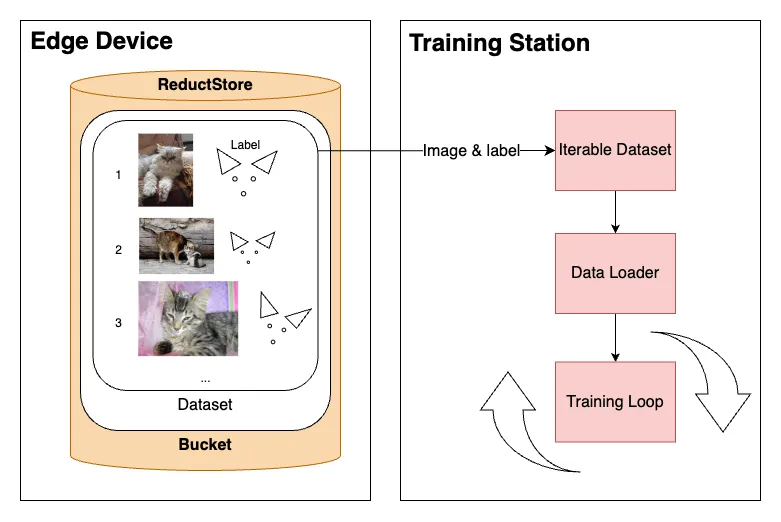 Edge Device
ReductStore
Label
1
2
3
...
Dataset
Bucket
Training Station
Image & label
Iterable Dataset
Data Loader
Training Loop